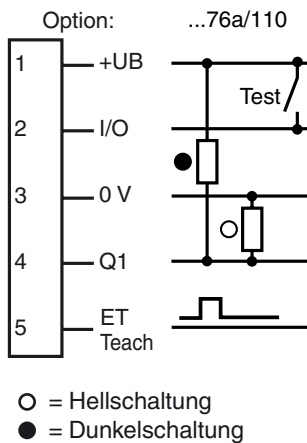 Option: ...76a/110
1 +UB
Test
2 I/O
3 0 V
4 Q1
5 ET
Teach
= Hellschaltung
= Dunkelschaltung